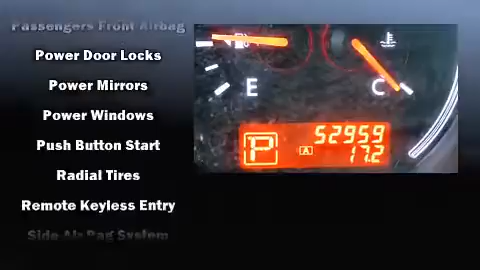 Passengers Front Airbag
Power Door Locks
Power Mirrors
Power Windows
Push Button Start
Radial Tires
Remote Keyless Entry
Side Air Bag System
E
C
P
52959
A
17.2